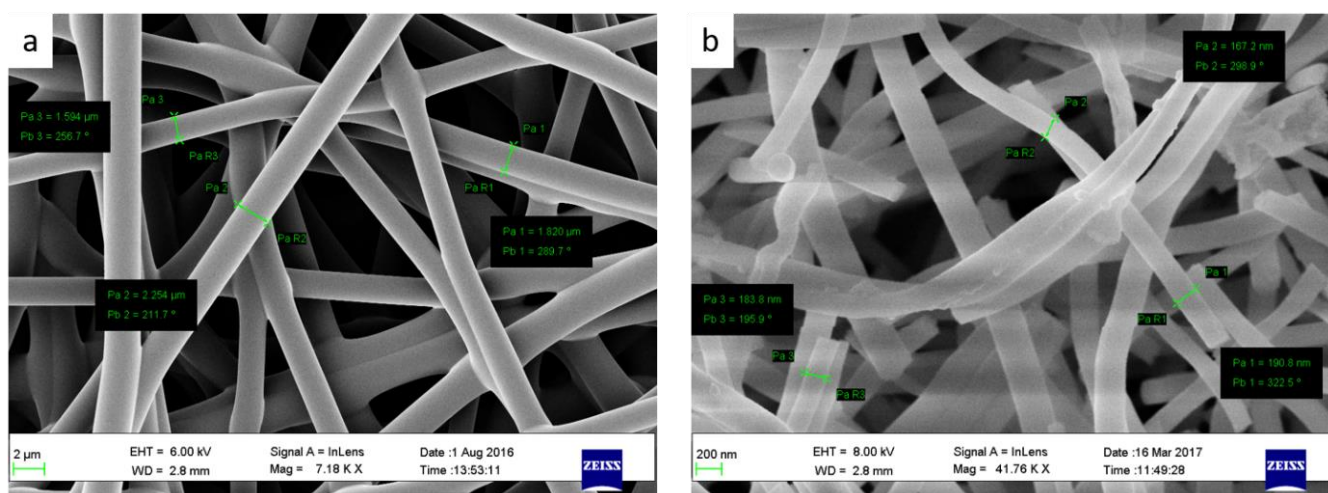 a
Pa 3 = 1.594 µm
Pb 3 = 256.7 °
Pa 3
Pa R3
Pa 1
Pa R1
Pa 2
Pa R2
Pa 1 = 1.820 µm
Pb 1 = 289.7 °
Pa 2 = 2.254 µm
Pb 2 = 211.7 °
2 µm
EHT = 6.00 kV
WD = 2.8 mm
Signal A = InLens
Mag = 7.18 K X
Date :1 Aug 2016
Time :13:53:11
ZEISS
b
Pa 2 = 167.2 nm
Pb 2 = 298.9 °
Pa 2
Pa R2
Pa 1
Pa R1
Pa 3 = 183.8 nm
Pb 3 = 195.9 °
Pa 3
Pa R3
Pa 1 = 190.8 nm
Pb 1 = 322.5 °
200 nm
EHT = 8.00 kV
WD = 2.8 mm
Signal A = InLens
Mag = 41.76 K X
Date :16 Mar 2017
Time :11:49:28
ZEISS